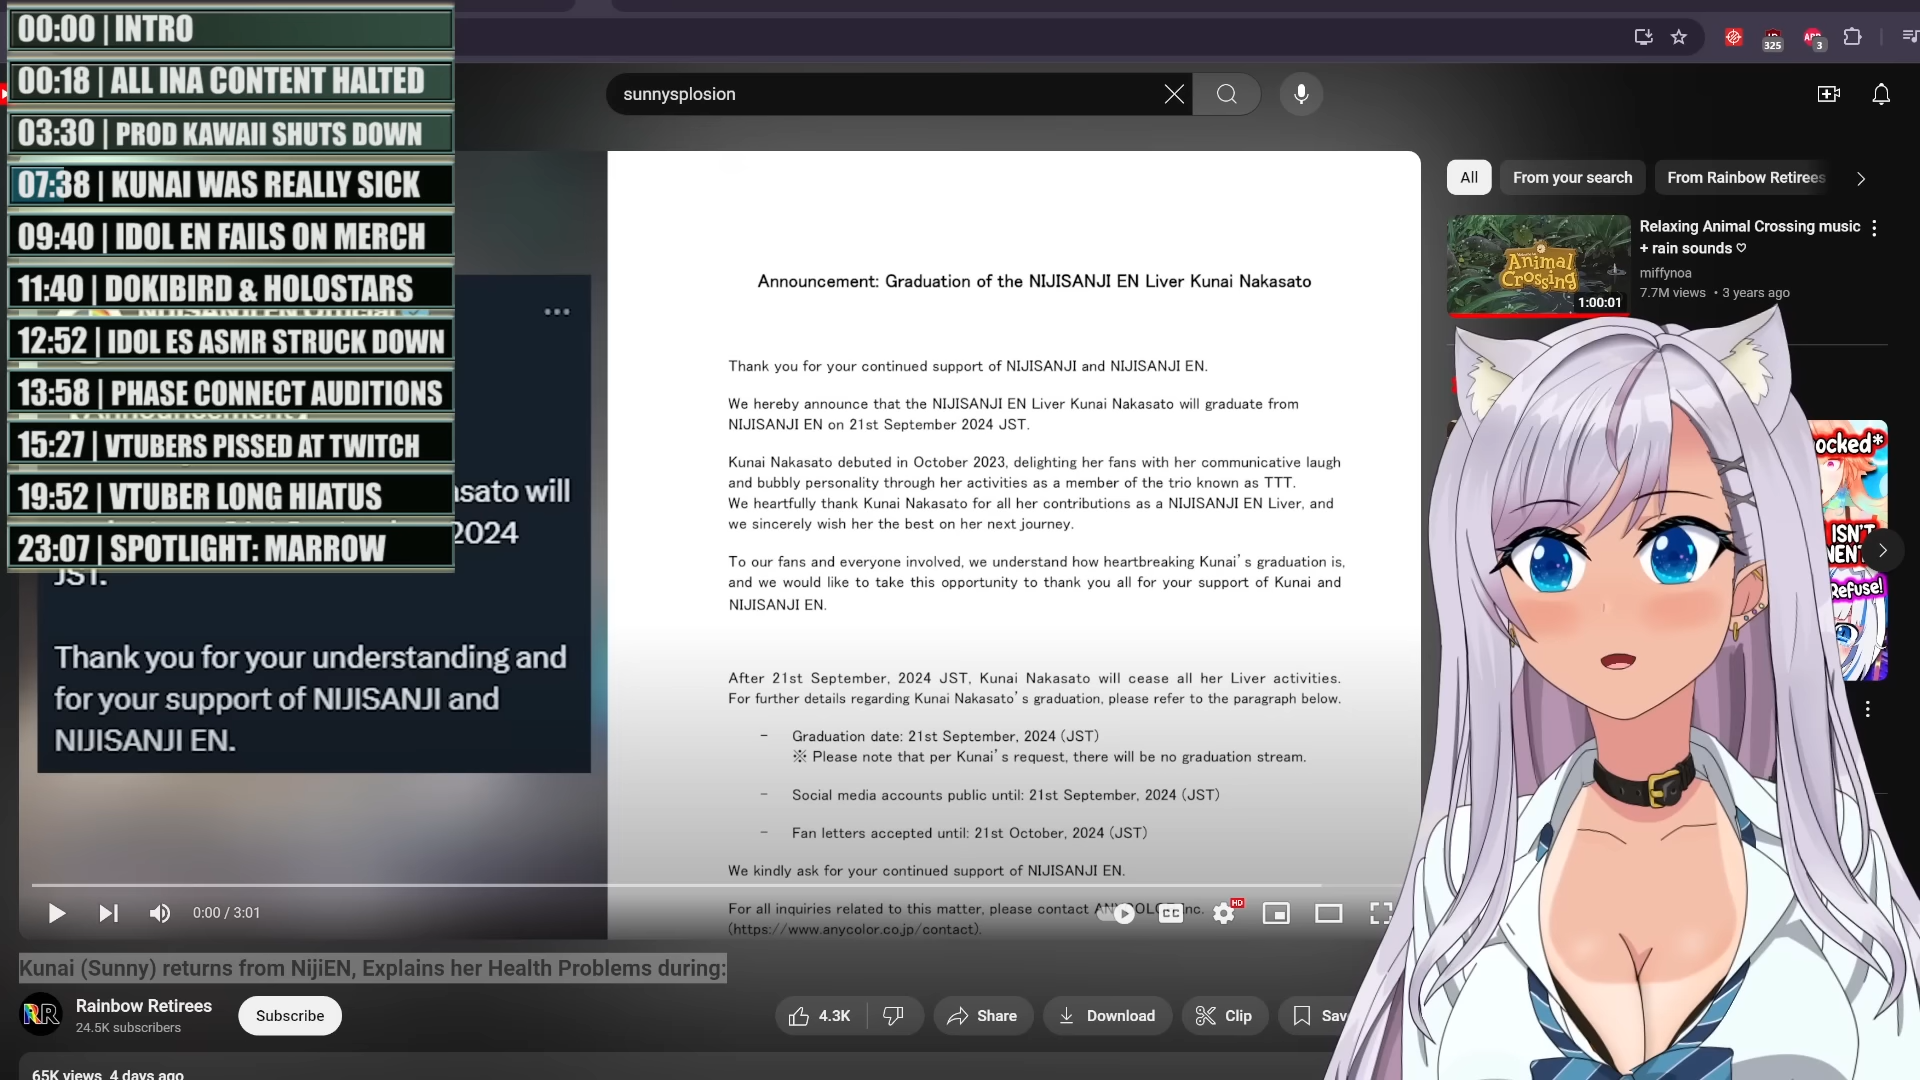 00:00 | INTRO
00:18 | ALL INA CONTENT HALTED
03:30 | PROD KAWAII SHUTS DOWN
07:38 | KUNAI WAS REALLY SICK
09:40 | IDOL EN FAILS ON MERCH
11:40 | DOKIBIRD & HOLOSTARS
12:52 | IDOL ES ASMR STRUCK DOWN
13:58 | PHASE CONNECT AUDITIONS
15:27 | VTUBERS PISSED AT TWITCH
19:52 | VTUBER LONG HIATUS
23:07 | SPOTLIGHT: MARROW
325
3
sunnysplosion
asato will
2024
JST.
Thank you for your understanding and
for your support of NIJISANJI and
NIJISANJI EN.
Announcement: Graduation of the NIJISANJI EN Liver Kunai Nakasato
Thank you for your continued support of NIJISANJI and NIJISANJI EN.
We hereby announce that the NIJISANJI EN Liver Kunai Nakasato will graduate from
NIJISANJI EN on 21st September 2024 JST.
Kunai Nakasato debuted in October 2023, delighting her fans with her communicative laugh
and bubbly personality through her activities as a member of the trio known as TTT.
We heartfully thank Kunai Nakasato for all her contributions as a NIJISANJI EN Liver, and
we sincerely wish her the best on her next journey.
To our fans and everyone involved, we understand how heartbreaking Kunai's graduation is,
and we would like to take this opportunity to thank you all for your support of Kunai and
NIJISANJI EN.
After 21st September, 2024 JST, Kunai Nakasato will cease all her Liver activities.
For further details regarding Kunai Nakasato's graduation, please refer to the paragraph below.
- Graduation date: 21st September, 2024 (JST)
※ Please note that per Kunai's request, there will be no graduation stream.
- Social media accounts public until: 21st September, 2024 (JST)
- Fan letters accepted until: 21st October, 2024 (JST)
We kindly ask for your continued support of NIJISANJI EN.
For all inquiries related to this matter, please contact Inc.
(https://www.anycolor.co.jp/contact).
0:00 / 3:01
CC
HD
Kunai (Sunny) returns from NijiEN, Explains her Health Problems during:
RR
Rainbow Retirees
24.5K subscribers
Subscribe
4.3K
Share
Download
Clip
Sav
65K views 4 days ago
All
From your search
From Rainbow Retirees
Animal
Crossing
1:00:01
Relaxing Animal Crossing music
+ rain sounds ♡
miffynoa
7.7M views • 3 years ago
ocked*
ISN'T
Refuse!